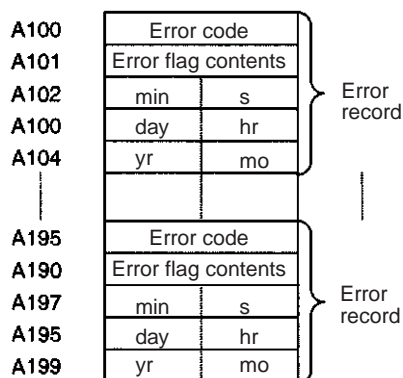 A100 Error code
A101 Error flag contents
A102 min s
Error
record
A100 day hr
A104 yr mo
A195 Error code
A190 Error flag contents
A197 min s
Error
record
A195 day hr
A199 yr mo